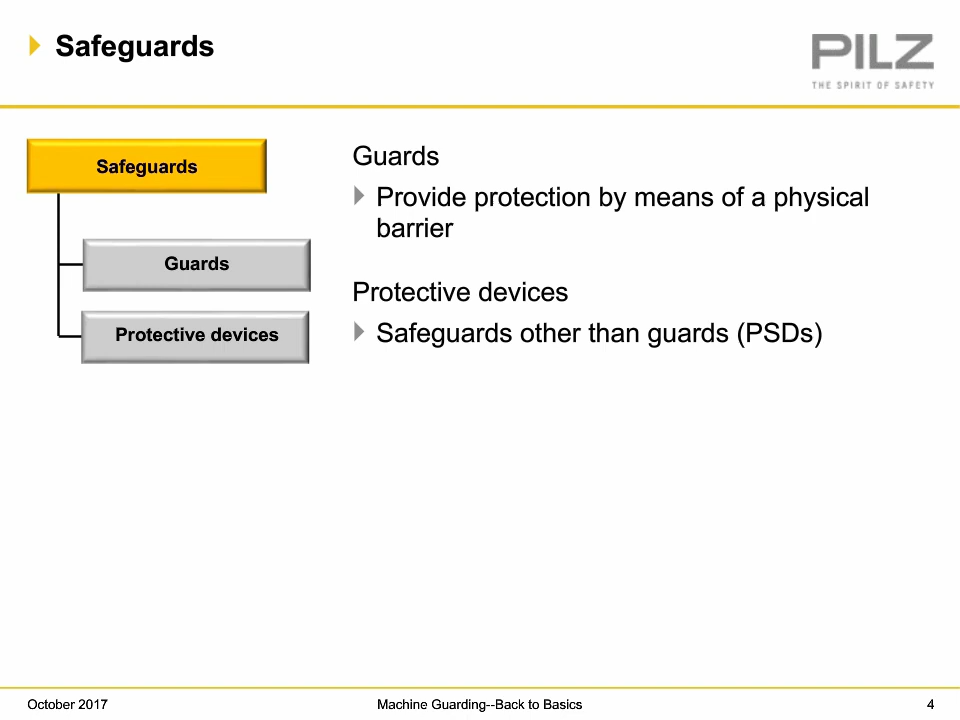 Safeguards
PILZ
THE SPIRIT OF SAFETY
Safeguards
Guards
Protective devices
Guards
Provide protection by means of a physical
barrier
Protective devices
Safeguards other than guards (PSDs)
October 2017
Machine Guarding--Back to Basics
4